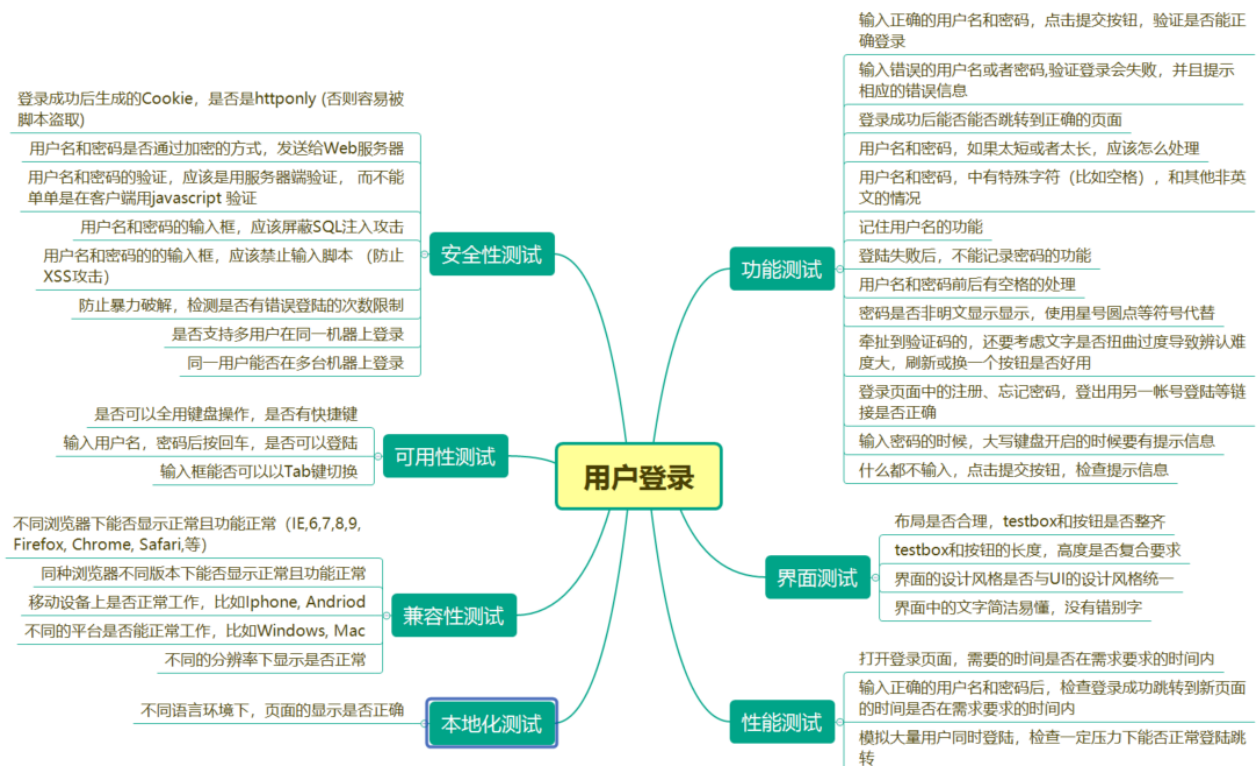 用户登录
功能测试
输入正确的用户名和密码，点击提交按钮，验证是否能正
确登录
输入错误的用户名或者密码,验证登录会失败，并且提示
相应的错误信息
登录成功后能否能否跳转到正确的页面
用户名和密码，如果太短或者太长，应该怎么处理
用户名和密码，中有特殊字符（比如空格）, 和其他非英
文的情况
记住用户名的功能
登陆失败后，不能记录密码的功能
用户名和密码前后有空格的处理
密码是否非明文显示显示，使用星号圆点等符号代替
牵扯到验证码的，还要考虑文字是否扭曲过度导致辨认难
度大，刷新或换一个按钮是否好用
登录页面中的注册、忘记密码，登出用另一帐号登陆等链
接是否正确
输入密码的时候，大写键盘开启的时候要有提示信息
什么都不输入，点击提交按钮，检查提示信息
界面测试
布局是否合理，testbox和按钮是否整齐
testbox和按钮的长度，高度是否复合要求
界面的设计风格是否与UI的设计风格统一
界面中的文字简洁易懂，没有错别字
性能测试
打开登录页面，需要的时间是否在需求要求的时间内
输入正确的用户名和密码后，检查登录成功跳转到新页面
的时间是否在需求要求的时间内
模拟大量用户同时登陆，检查一定压力下能否正常登陆跳
转
安全性测试
登录成功后生成的Cookie，是否是httponly (否则容易被
脚本盗取)
用户名和密码是否通过加密的方式，发送给Web服务器
用户名和密码的验证，应该是用服务器端验证， 而不能
单单是在客户端用javascript 验证
用户名和密码的输入框，应该屏蔽SQL注入攻击
用户名和密码的的输入框，应该禁止输入脚本 （防止
XSS攻击）
防止暴力破解，检测是否有错误登陆的次数限制
是否支持多用户在同一机器上登录
同一用户能否在多台机器上登录
可用性测试
是否可以全用键盘操作，是否有快捷键
输入用户名，密码后按回车，是否可以登陆
输入框能否可以以Tab键切换
兼容性测试
不同浏览器下能否显示正常且功能正常（IE,6,7,8,9,
Firefox, Chrome, Safari,等）
同种浏览器不同版本下能否显示正常且功能正常
移动设备上是否正常工作，比如Iphone, Andriod
不同的平台是否能正常工作，比如Windows, Mac
不同的分辨率下显示是否正常
本地化测试
不同语言环境下，页面的显示是否正确